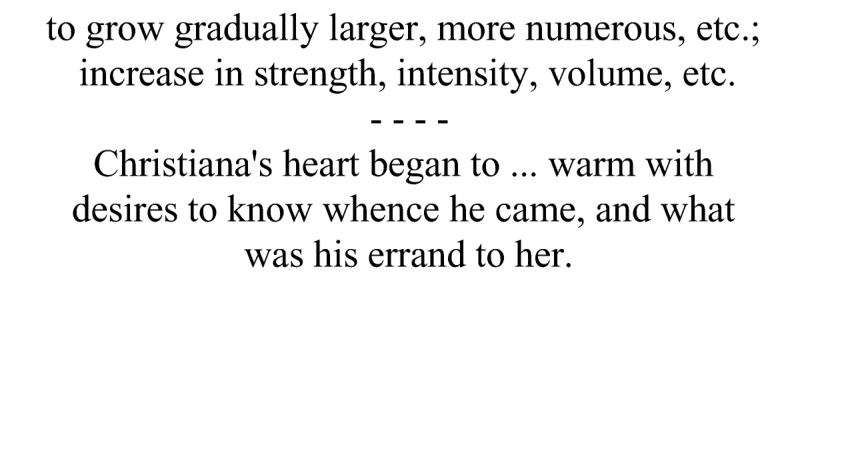 to grow gradually larger, more numerous, etc.;
increase in strength, intensity, volume, etc.
- - - -
Christiana's heart began to ... warm with
desires to know whence he came, and what
was his errand to her.